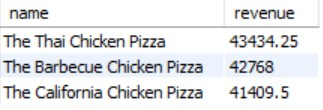 name revenue
The Thai Chicken Pizza 43434.25
The Barbecue Chicken Pizza 42768
The California Chicken Pizza 41409.5